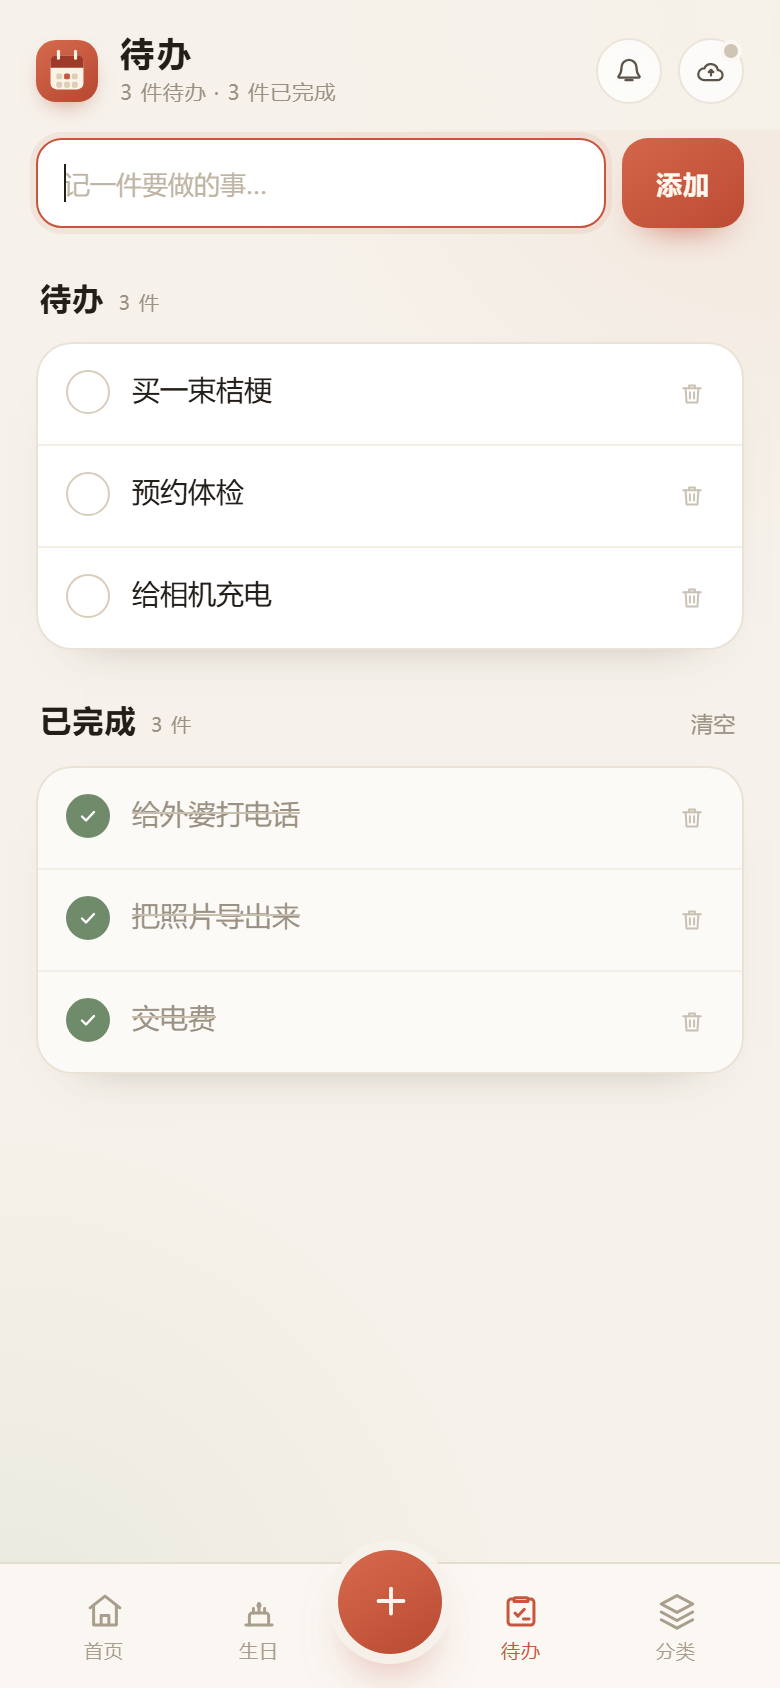 待办
3 件待办 · 3 件已完成
记一件要做的事...
添加
待办 3 件
买一束桔梗
预约体检
给相机充电
已完成 3 件 清空
给外婆打电话
把照片导出来
交电费
首页 生日 待办 分类